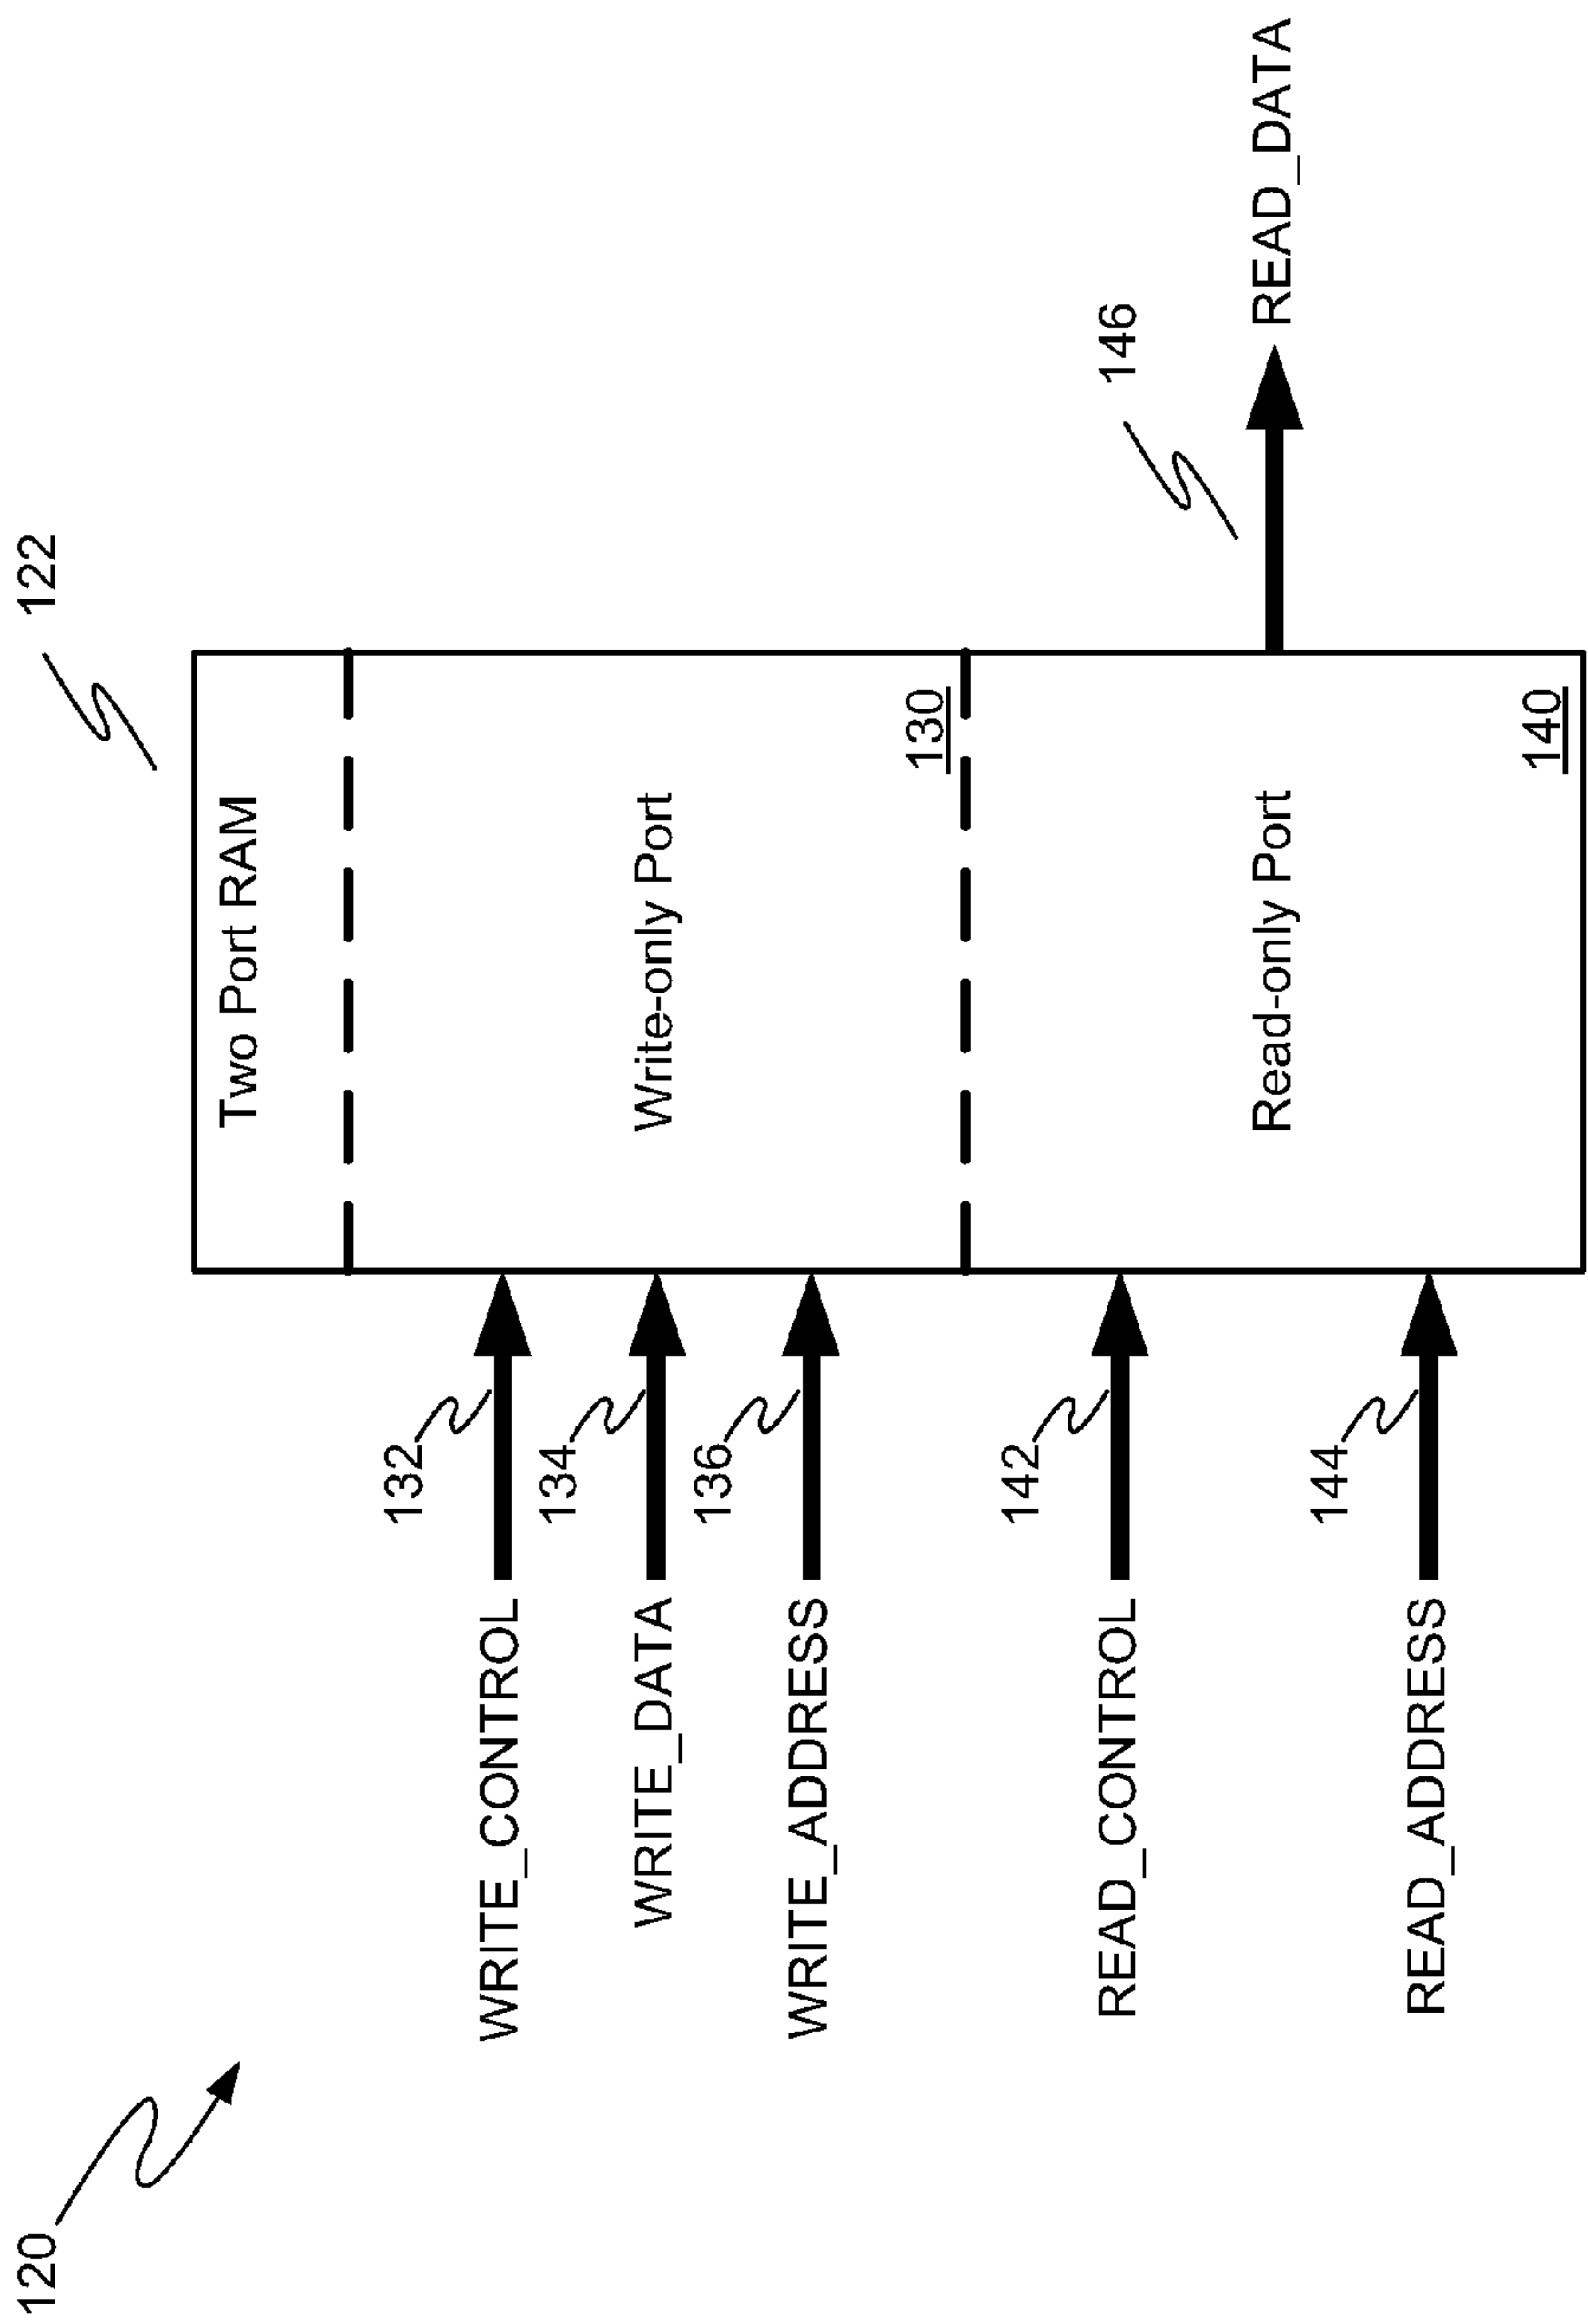 120
122
Two Port RAM
WRITE_CONTROL
132
WRITE_DATA
134
Write-only Port
WRITE_ADDRESS
136
130
READ_CONTROL
142
146
Read-only Port
READ_DATA
READ_ADDRESS
144
140